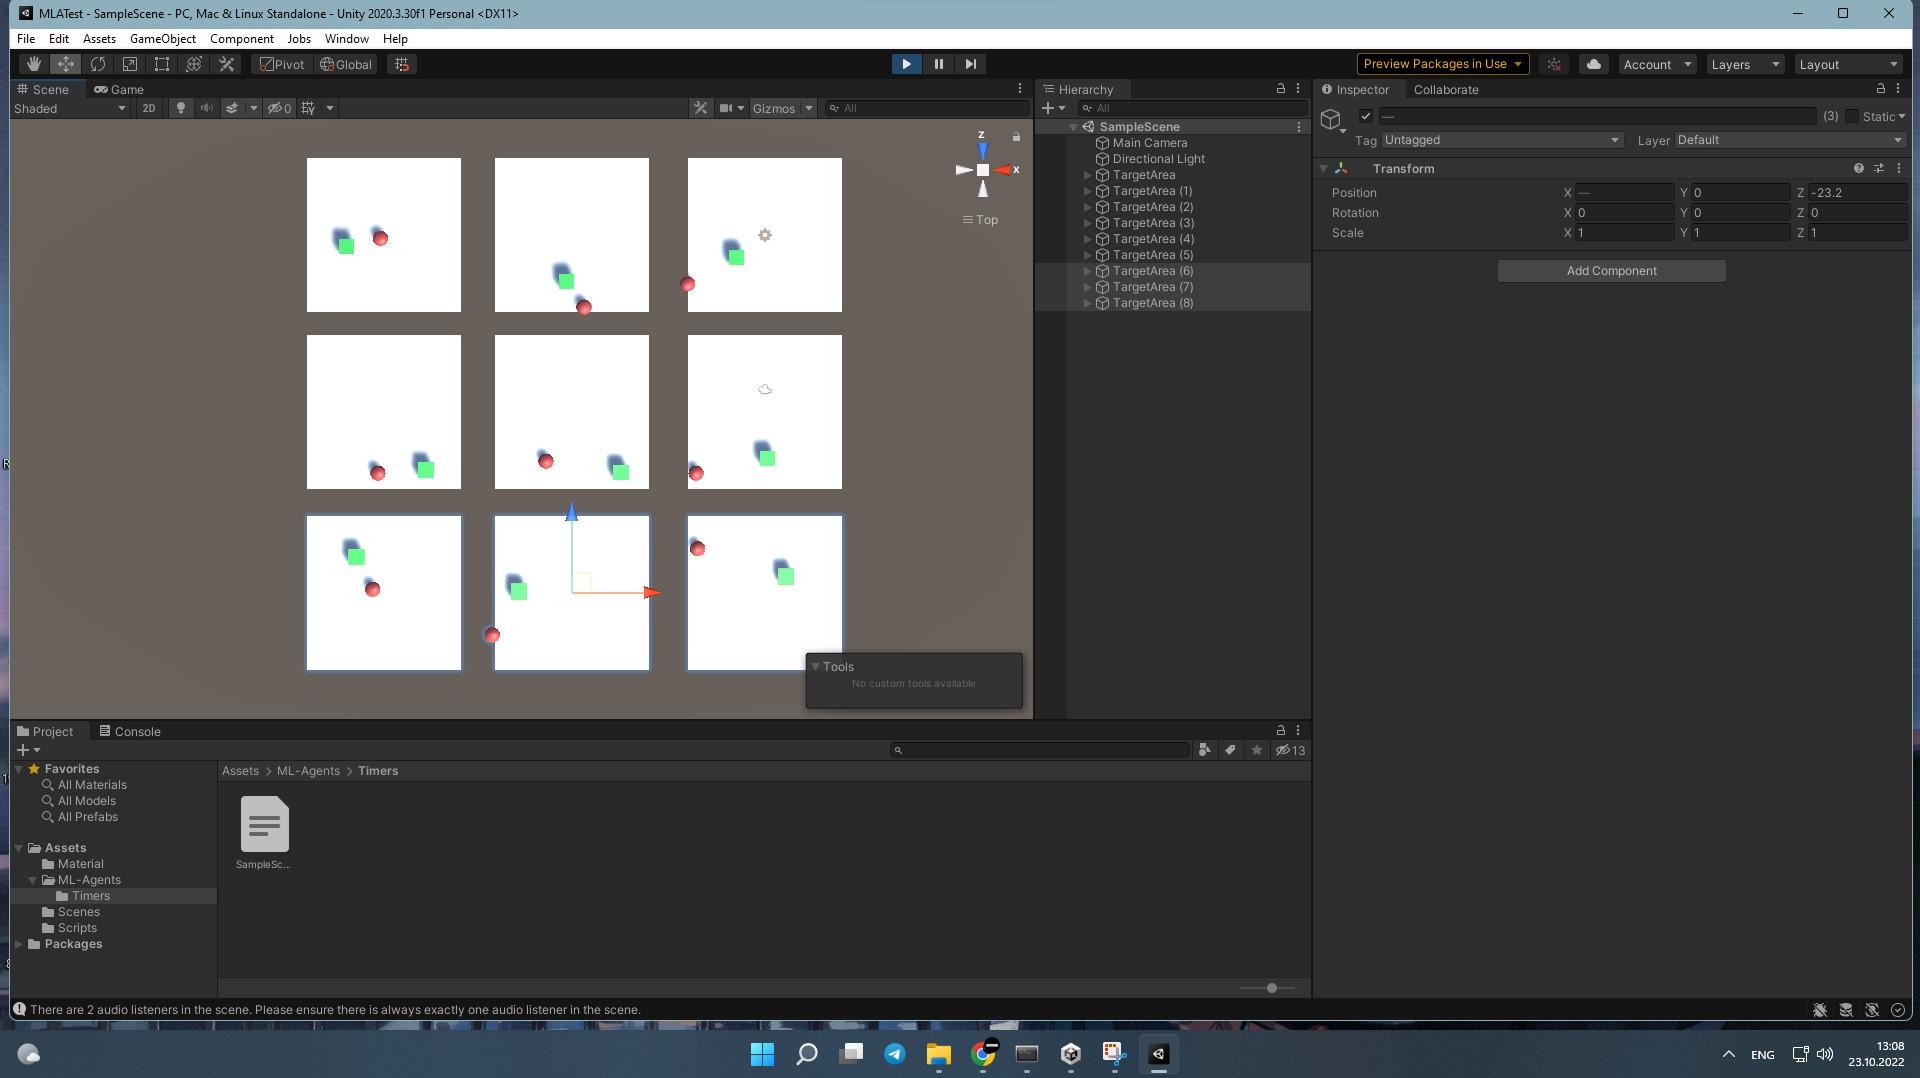 MLATest - SampleScene - PC, Mac & Linux Standalone - Unity 2020.3.30f1 Personal <DX11>
File Edit Assets GameObject Component Jobs Window Help
Pivot Global Preview Packages in Use Account Layers Layout
Scene Game
Shaded 2D 0 Gizmos All
z
x
Top
Tools
No custom tools available
Hierarchy
All
SampleScene
Main Camera
Directional Light
TargetArea
TargetArea (1)
TargetArea (2)
TargetArea (3)
TargetArea (4)
TargetArea (5)
TargetArea (6)
TargetArea (7)
TargetArea (8)
Inspector Collaborate
— (3) Static
Tag Untagged Layer Default
Transform
Position X — Y 0 Z -23.2
Rotation X 0 Y 0 Z 0
Scale X 1 Y 1 Z 1
Add Component
Project Console
13
Favorites
All Materials
All Models
All Prefabs
Assets
Material
ML-Agents
Timers
Scenes
Scripts
Packages
Assets > ML-Agents > Timers
SampleSc...
There are 2 audio listeners in the scene. Please ensure there is always exactly one audio listener in the scene.
ENG
13:08
23.10.2022